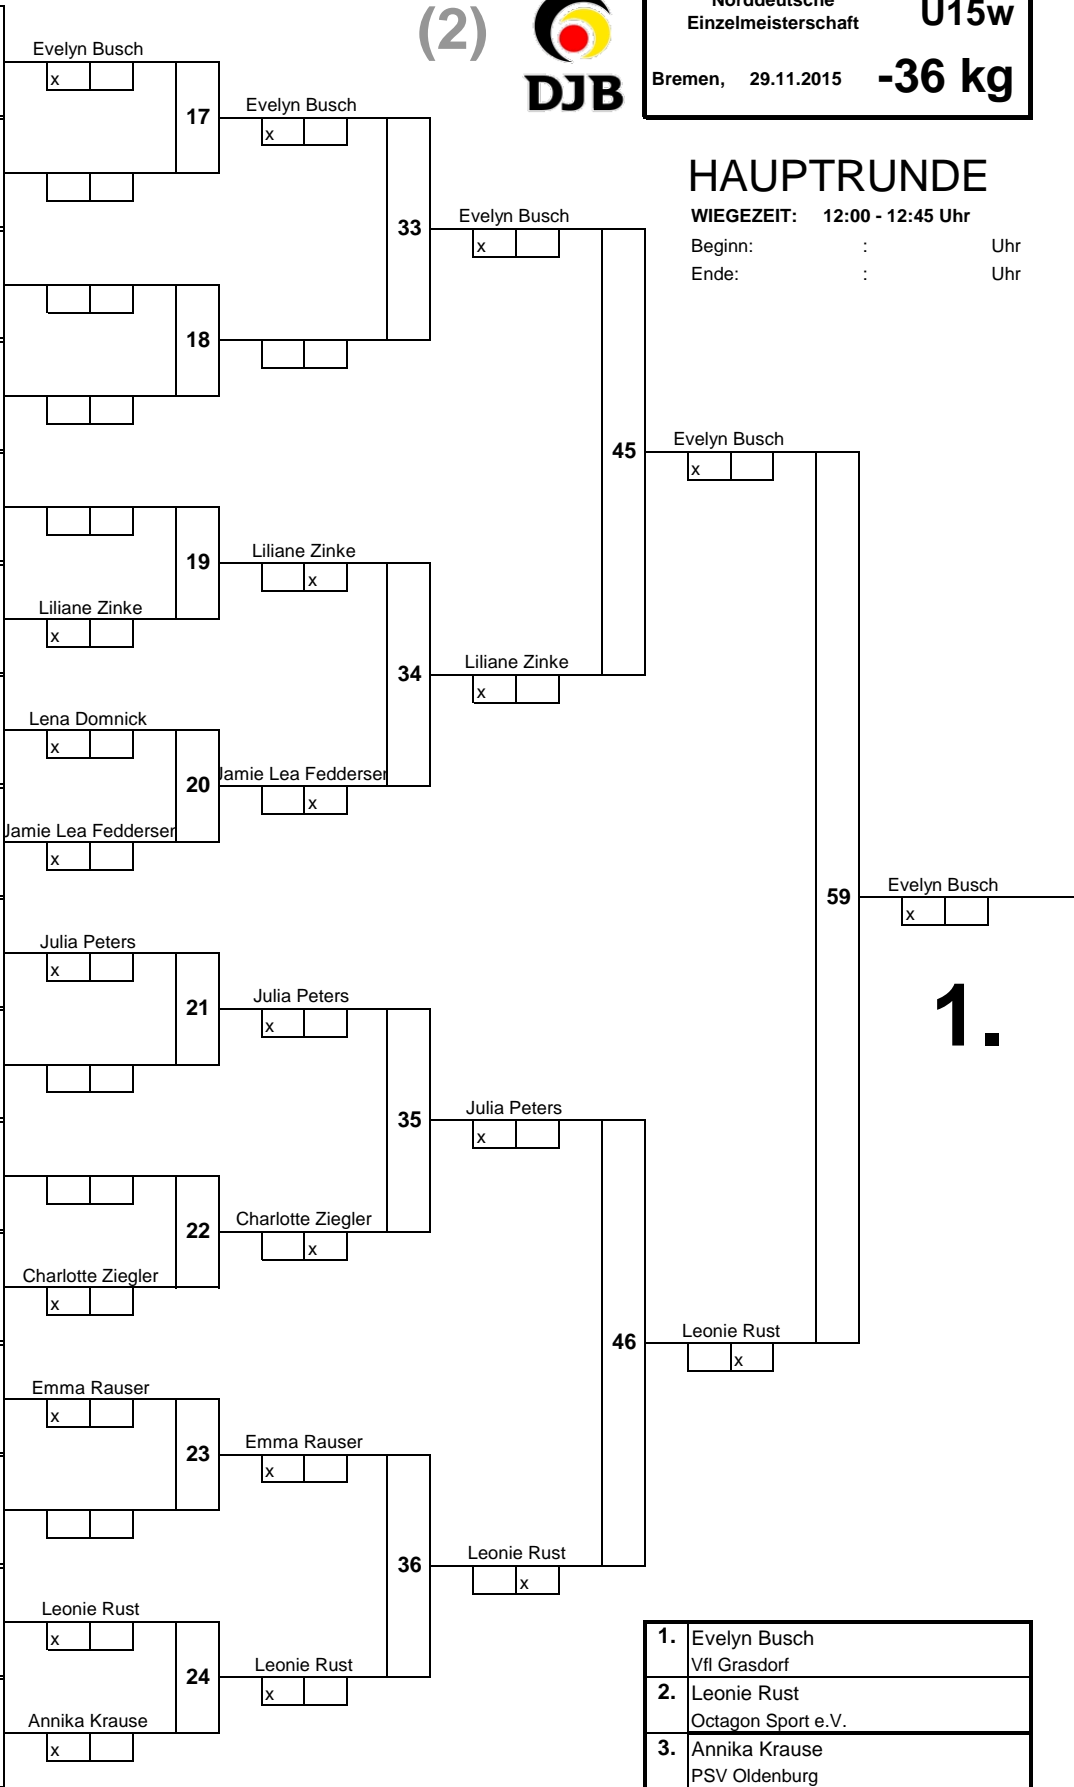 Norddeutsche
(2)
U15w
Einzelmeisterschaft
Evelyn Busch
x
Bremen, 29.11.2015 -36 kg
DJB
17
Evelyn Busch
x
HAUPTRUNDE
WIEGEZEIT: 12:00 - 12:45 Uhr
Evelyn Busch
33
x
Beginn: : Uhr
Ende: : Uhr
18
Evelyn Busch
45
x
Liliane Zinke
19
x
Liliane Zinke
x
Liliane Zinke
34
x
Lena Domnick
x
Jamie Lea Fedderser
20
x
Jamie Lea Fedderser
x
Evelyn Busch
59
x
Julia Peters
x
Julia Peters
21
x
1.
Julia Peters
35
x
Charlotte Ziegler
22
x
Charlotte Ziegler
x
Leonie Rust
46
x
Emma Rauser
x
Emma Rauser
23
x
Leonie Rust
36
x
Leonie Rust
x
Leonie Rust
24
x
Annika Krause
x
1. Evelyn Busch
Vfl Grasdorf
2. Leonie Rust
Octagon Sport e.V.
3. Annika Krause
PSV Oldenburg